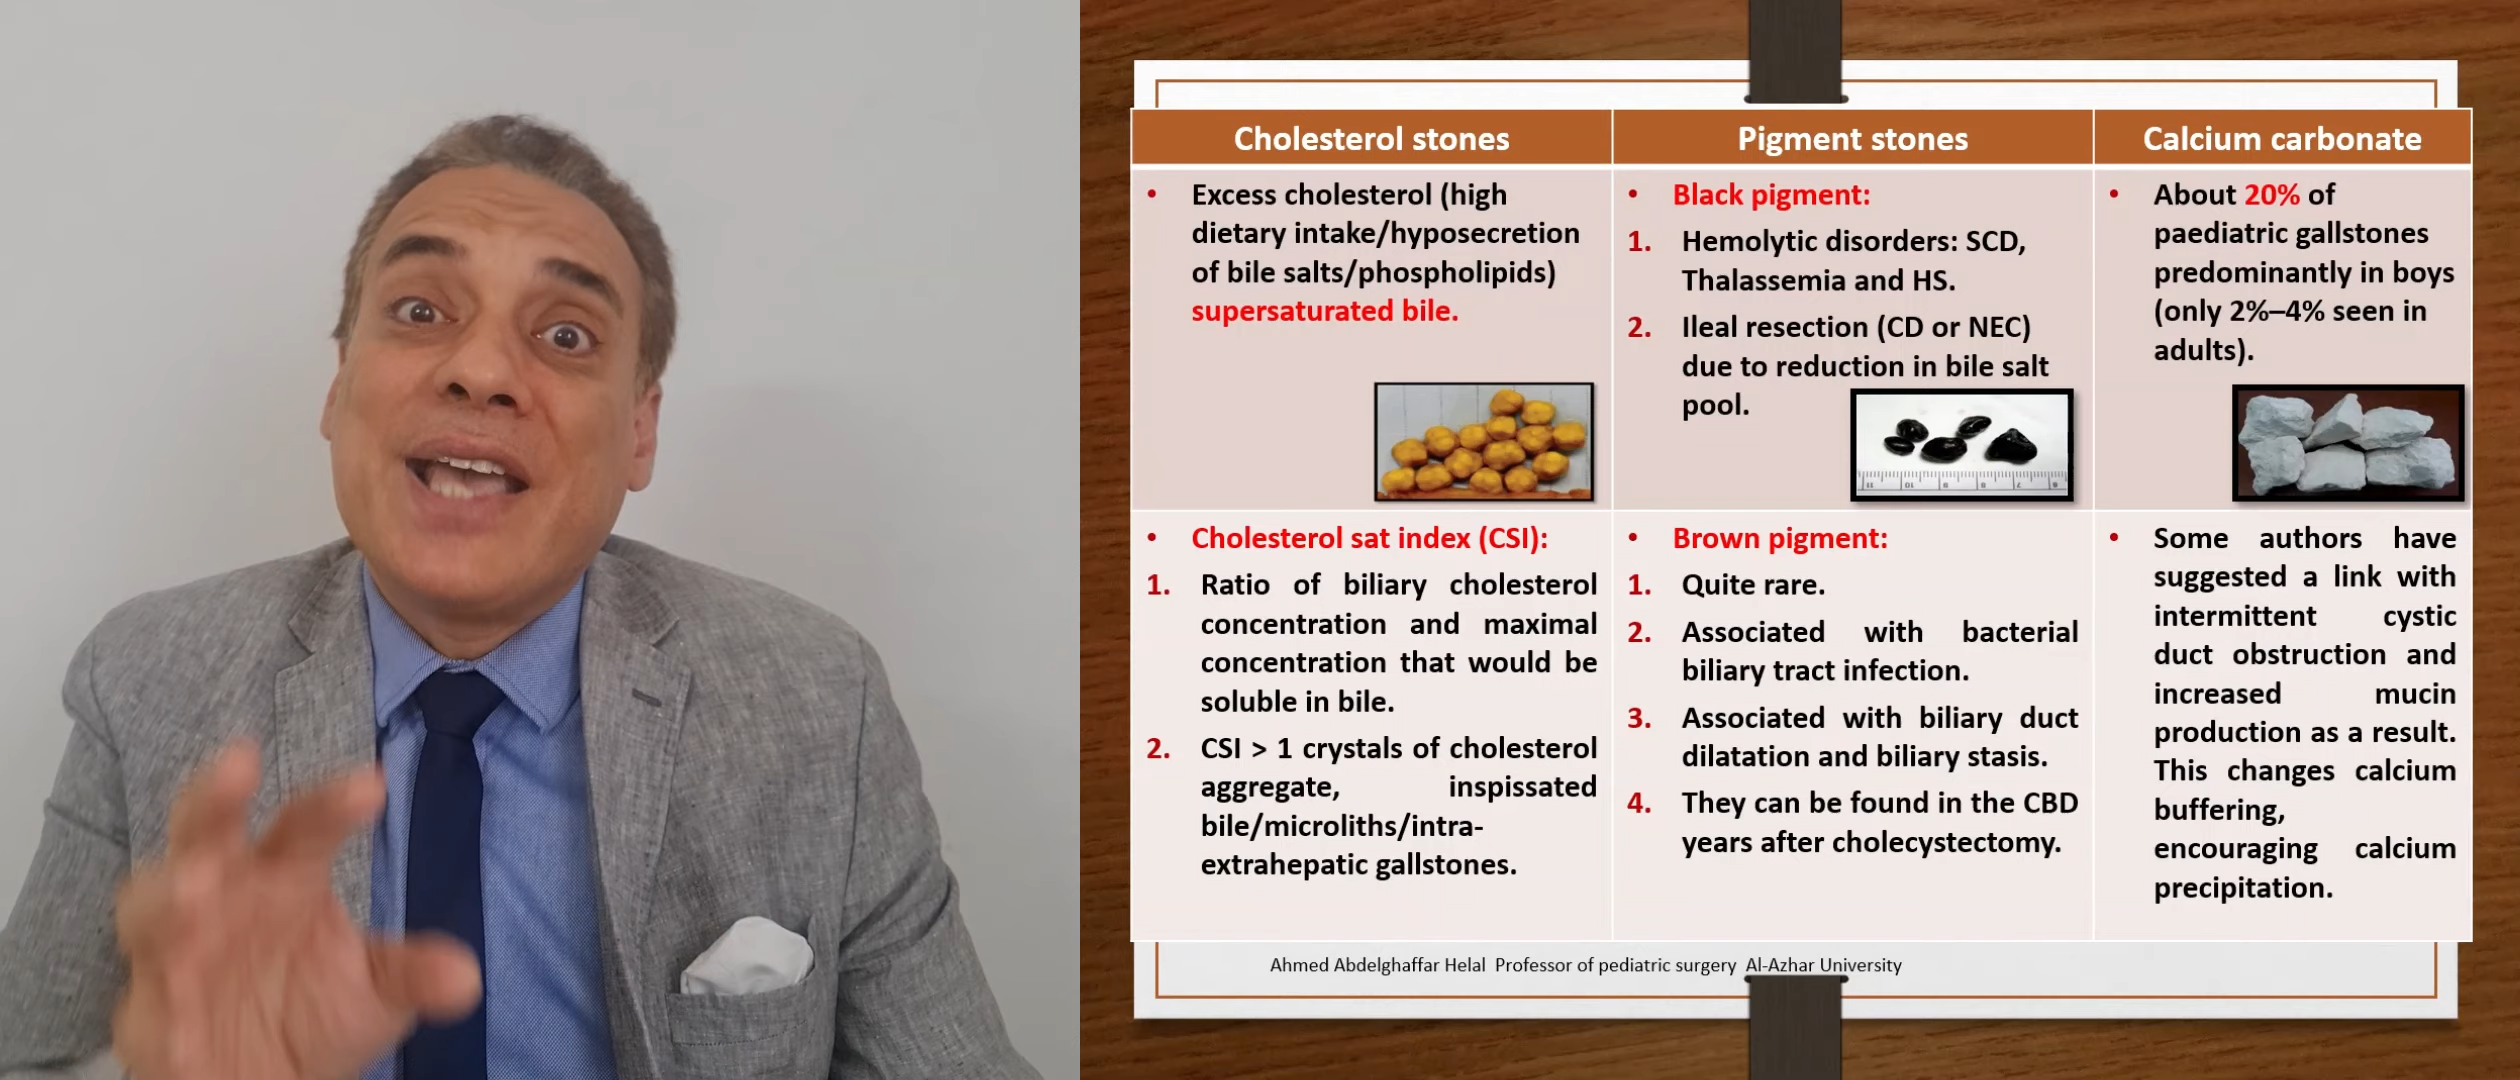 Cholesterol stones
Pigment stones
Calcium carbonate
• Excess cholesterol (high
dietary intake/hyposecretion
of bile salts/phospholipids)
supersaturated bile.
• Black pigment:
1. Hemolytic disorders: SCD,
Thalassemia and HS.
2. Ileal resection (CD or NEC)
due to reduction in bile salt
pool.
• About 20% of
paediatric gallstones
predominantly in boys
(only 2%–4% seen in
adults).
• Cholesterol sat index (CSI):
1. Ratio of biliary cholesterol
concentration and maximal
concentration that would be
soluble in bile.
2. CSI > 1 crystals of cholesterol
aggregate, inspissated
bile/microliths/intra-
extrahepatic gallstones.
• Brown pigment:
1. Quite rare.
2. Associated with bacterial
biliary tract infection.
3. Associated with biliary duct
dilatation and biliary stasis.
4. They can be found in the CBD
years after cholecystectomy.
• Some authors have
suggested a link with
intermittent cystic
duct obstruction and
increased mucin
production as a result.
This changes calcium
buffering,
encouraging calcium
precipitation.
Ahmed Abdelghaffar Helal Professor of pediatric surgery Al-Azhar University